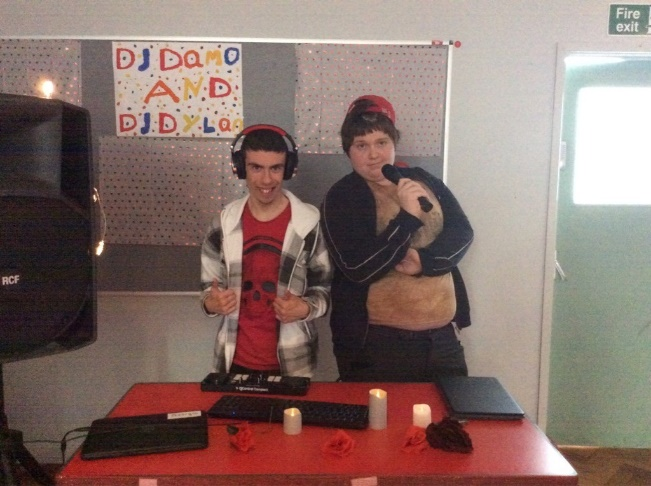 DJ DAMO
AND
DJ DYLAN
Fire
exit
RCF